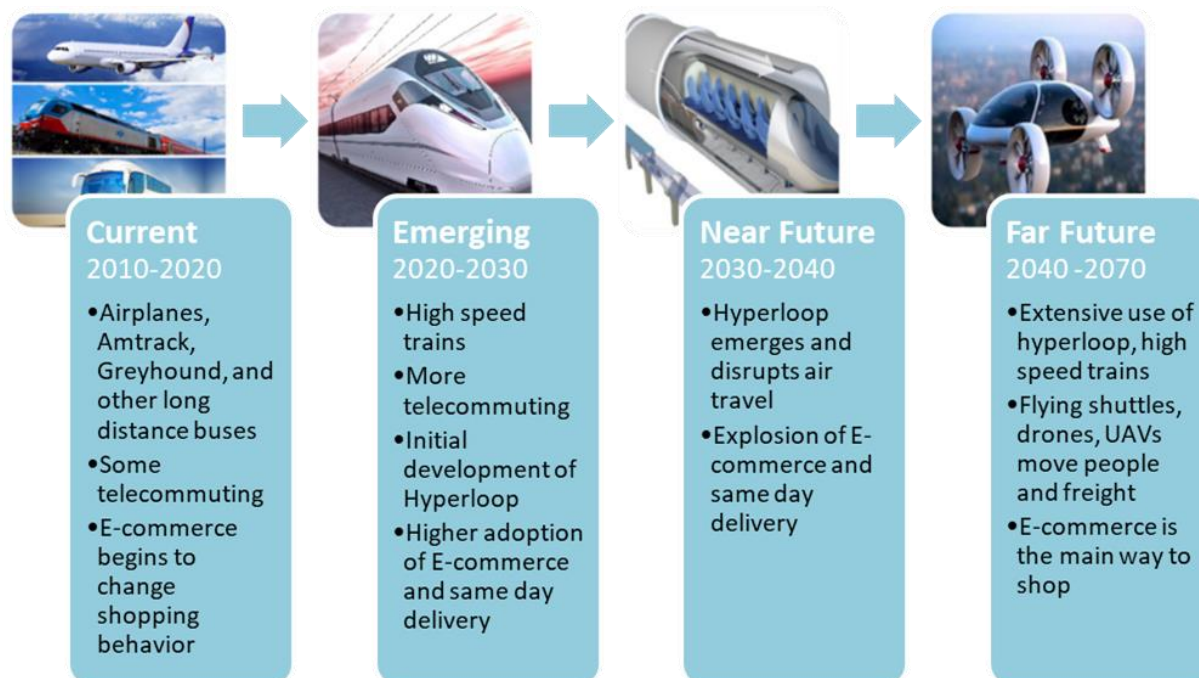 Current
2010-2020
•Airplanes,
Amtrack,
Greyhound, and
other long
distance buses
•Some
telecommuting
•E-commerce
begins to
change
shopping
behavior
Emerging
2020-2030
•High speed
trains
•More
telecommuting
•Initial
development of
Hyperloop
•Higher adoption
of E-commerce
and same day
delivery
Near Future
2030-2040
•Hyperloop
emerges and
disrupts air
travel
•Explosion of E-
commerce and
same day
delivery
Far Future
2040 -2070
•Extensive use of
hyperloop, high
speed trains
•Flying shuttles,
drones, UAVs
move people
and freight
•E-commerce is
the main way to
shop